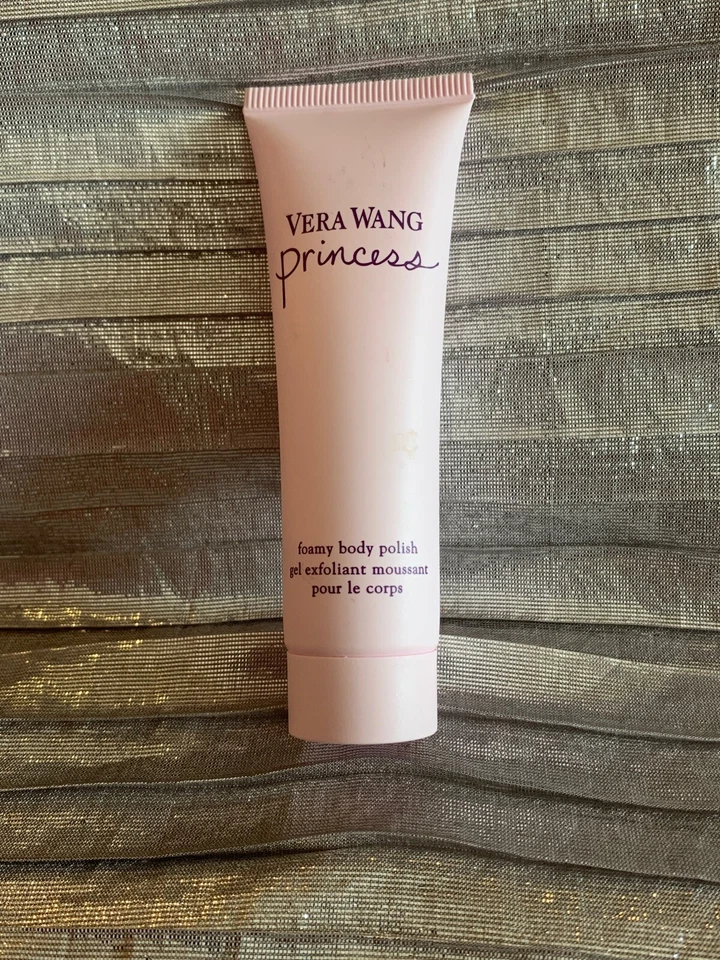 VERA WANG
princess
foamy body polish
gel exfoliant moussant
pour le corps